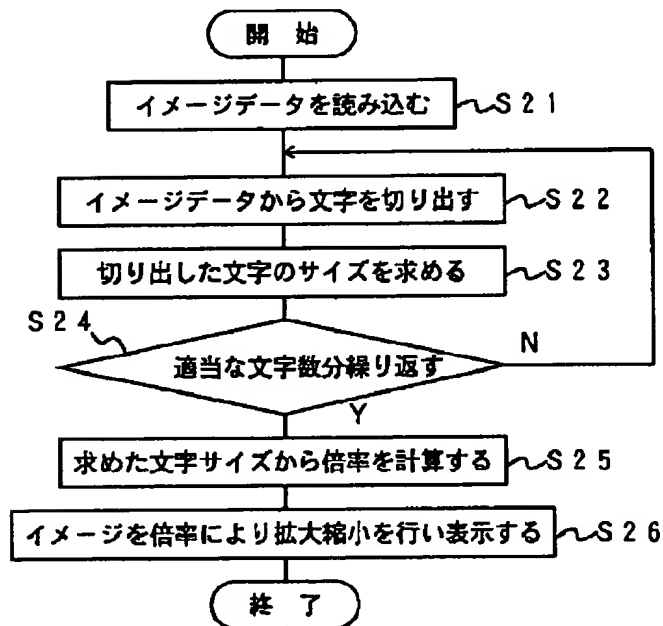 開 始
イメージデータを読み込む S21
イメージデータから文字を切り出す S22
切り出した文字のサイズを求める S23
S24
適当な文字数分繰り返す N
Y
求めた文字サイズから倍率を計算する S25
イメージを倍率により拡大縮小を行い表示する S26
終 了